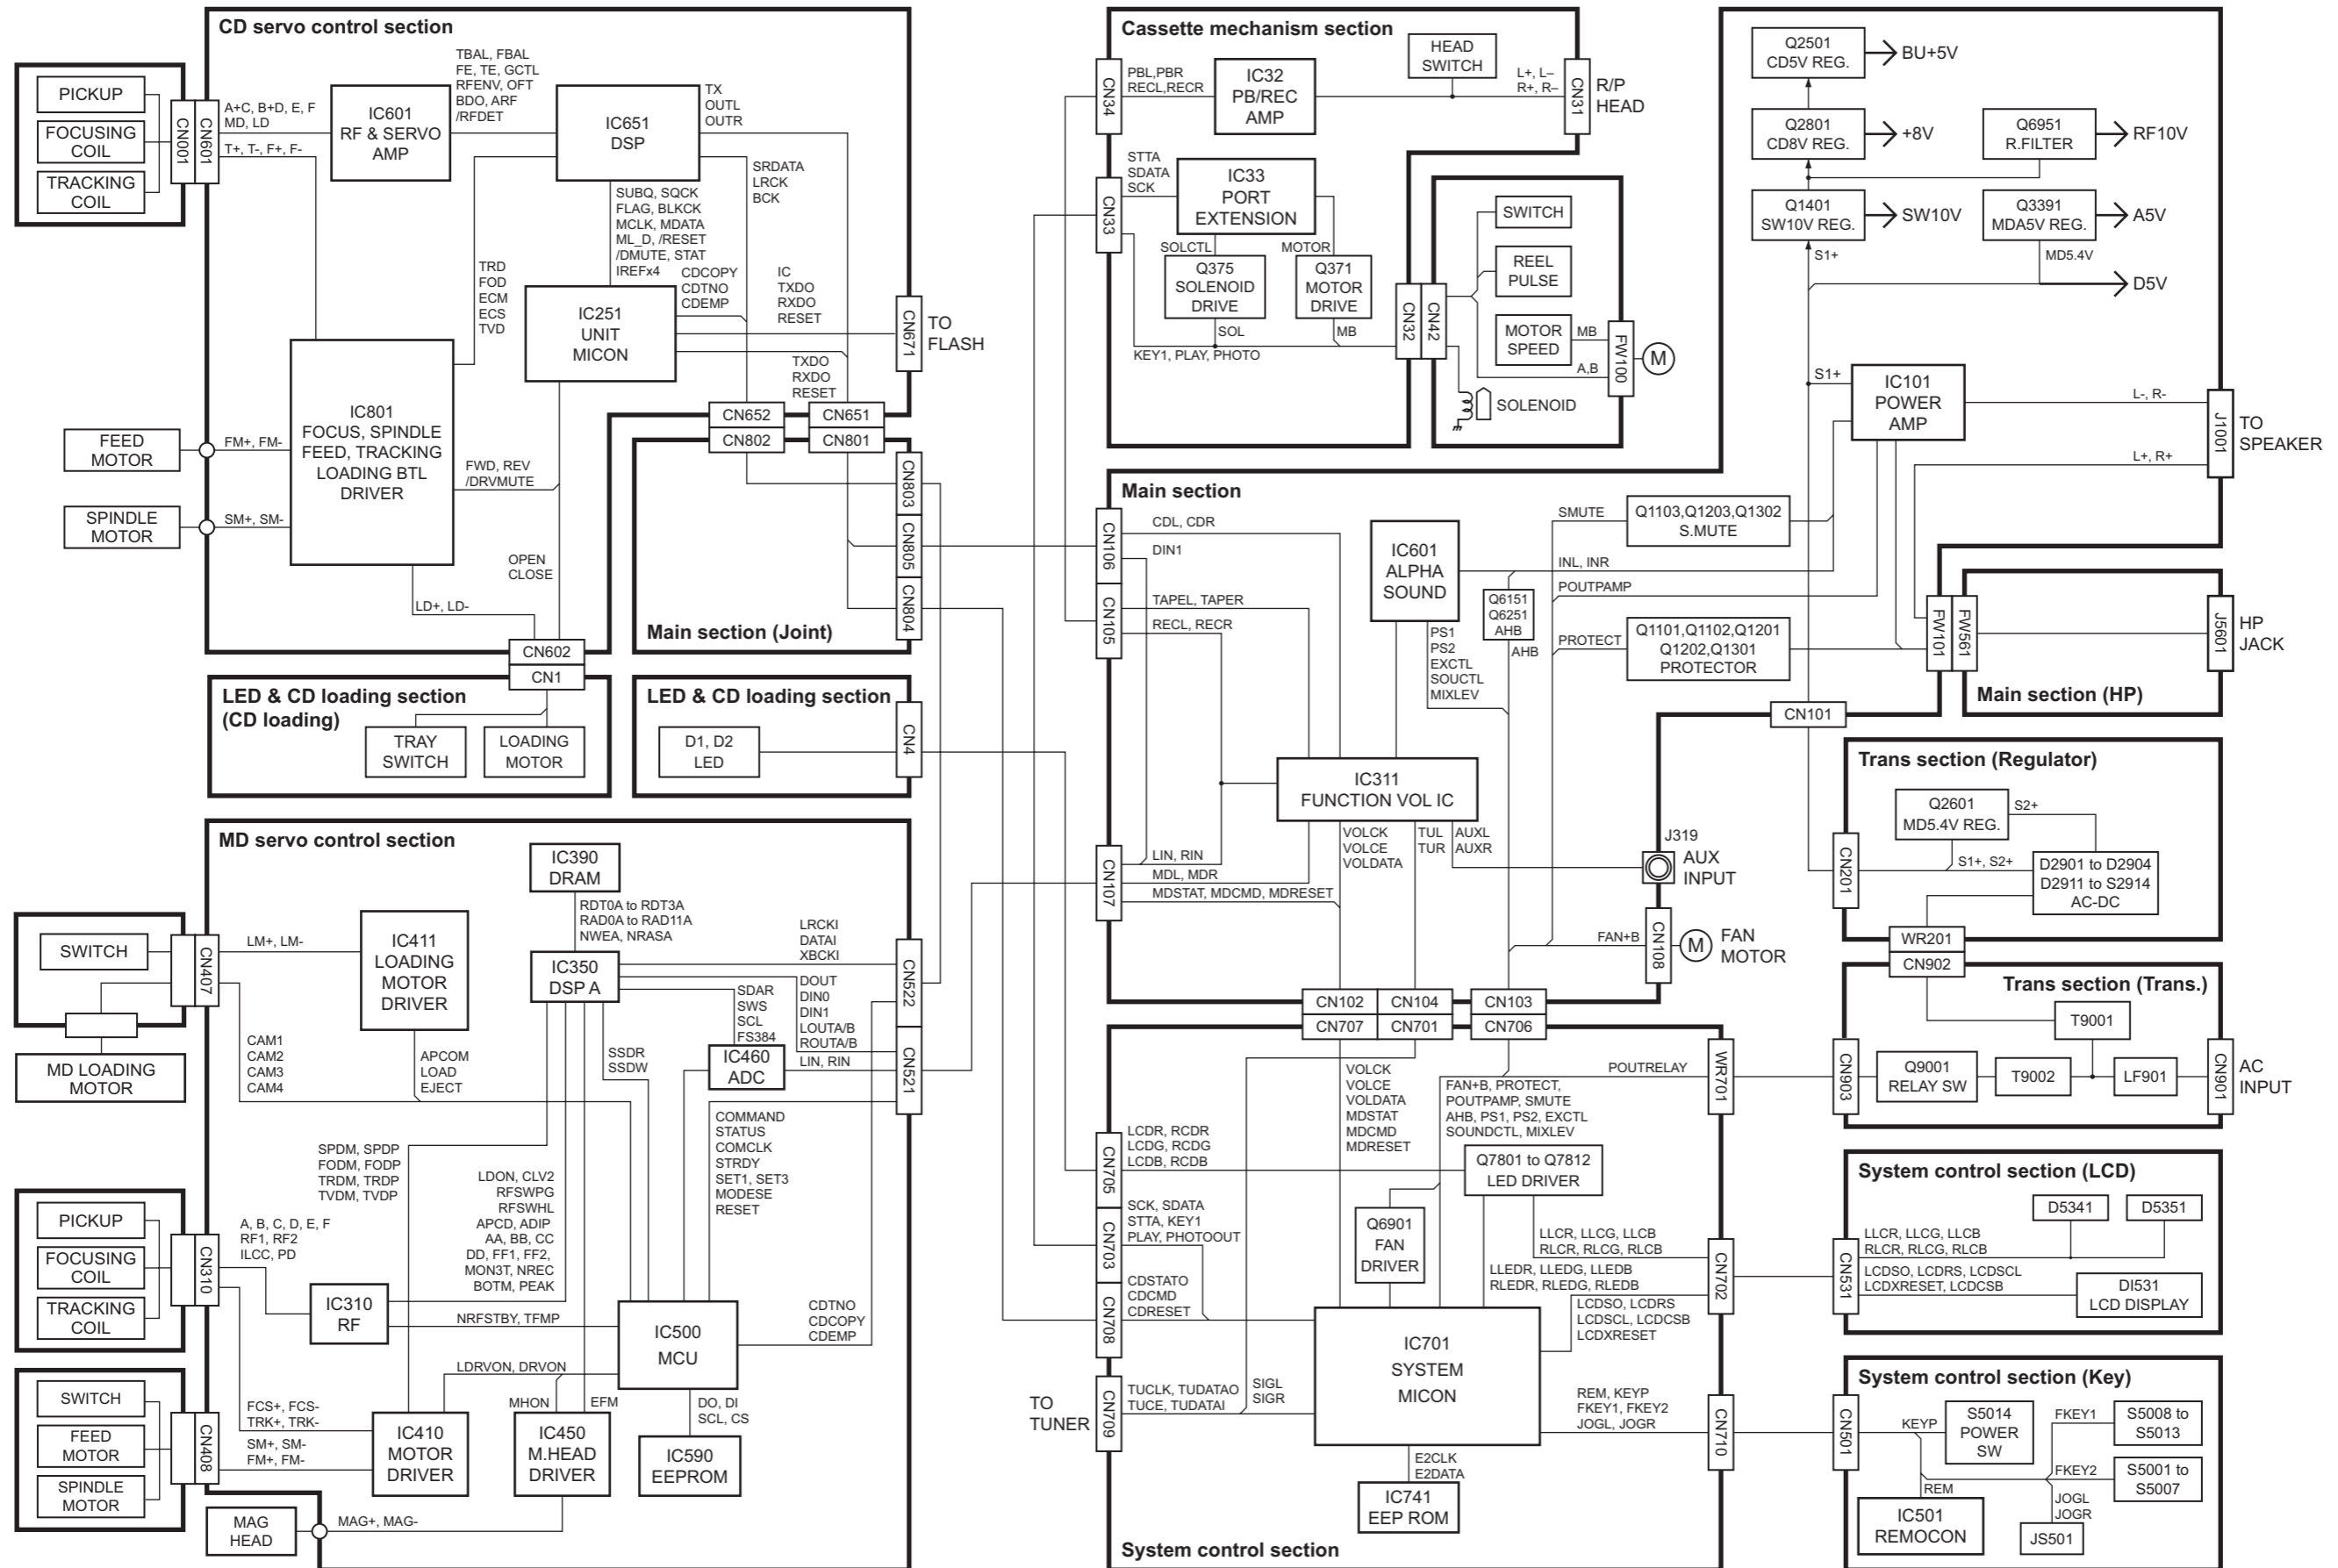 CD servo control section
PICKUP
FOCUSING
COIL
TRACKING
COIL
CN001
CN601
A+C, B+D, E, F
MD, LD
T+, T-, F+, F-
IC601
RF & SERVO
AMP
TBAL, FBAL
FE, TE, GCTL
RFENV, OFT
BDO, ARF
/RFDET
IC651
DSP
TX
OUTL
OUTR
SRDATA
LRCK
BCK
SUBQ, SQCK
FLAG, BLKCK
MCLK, MDATA
ML_D, /RESET
/DMUTE, STAT
IREFx4
CDCOPY
CDTNO
CDEMP
IC
TXDO
RXDO
RESET
TRD
FOD
ECM
ECS
TVD
IC251
UNIT
MICON
CN671
TO
FLASH
TXDO
RXDO
RESET
IC801
FOCUS, SPINDLE
FEED, TRACKING
LOADING BTL
DRIVER
FEED
MOTOR
FM+, FM-
SPINDLE
MOTOR
SM+, SM-
FWD, REV
/DRVMUTE
OPEN
CLOSE
LD+, LD-
CN652
CN651
CN802
CN801
CN803
CN805
CN804
Main section (Joint)
CN602
CN1
LED & CD loading section
(CD loading)
TRAY
SWITCH
LOADING
MOTOR
LED & CD loading section
D1, D2
LED
CN4
MD servo control section
IC390
DRAM
RDT0A to RDT3A
RAD0A to RAD11A
NWEA, NRASA
SWITCH
CN407
LM+, LM-
IC411
LOADING
MOTOR
DRIVER
IC350
DSP A
LRCKI
DATAI
XBCKI
DOUT
DIN0
DIN1
LOUTA/B
ROUTA/B
SDAR
SWS
SCL
FS384
CN522
CN521
MD LOADING
MOTOR
CAM1
CAM2
CAM3
CAM4
APCOM
LOAD
EJECT
SSDR
SSDW
IC460
ADC
LIN, RIN
COMMAND
STATUS
COMCLK
STRDY
SET1, SET3
MODESE
RESET
SPDM, SPDP
FODM, FODP
TRDM, TRDP
TVDM, TVDP
LDON, CLV2
RFSWPG
RFSWHL
APCD, ADIP
AA, BB, CC
DD, FF1, FF2,
MON3T, NREC
BOTM, PEAK
PICKUP
FOCUSING
COIL
TRACKING
COIL
CN310
A, B, C, D, E, F
RF1, RF2
ILCC, PD
IC310
RF
NRFSTBY, TFMP
IC500
MCU
CDTNO
CDCOPY
CDEMP
LDRVON, DRVON
SWITCH
FEED
MOTOR
SPINDLE
MOTOR
CN408
FCS+, FCS-
TRK+, TRK-
SM+, SM-
FM+, FM-
IC410
MOTOR
DRIVER
MHON
EFM
IC450
M.HEAD
DRIVER
DO, DI
SCL, CS
IC590
EEPROM
MAG
HEAD
MAG+, MAG-
Cassette mechanism section
CN34
PBL,PBR
RECL,RECR
IC32
PB/REC
AMP
HEAD
SWITCH
L+, L–
R+, R–
CN31
R/P
HEAD
CN33
STTA
SDATA
SCK
IC33
PORT
EXTENSION
SOLCTL
MOTOR
Q375
SOLENOID
DRIVE
Q371
MOTOR
DRIVE
SOL
MB
KEY1, PLAY, PHOTO
CN32
CN42
SWITCH
REEL
PULSE
MOTOR
SPEED
MB
A,B
FW100
M
SOLENOID
Q2501
CD5V REG.
BU+5V
Q2801
CD8V REG.
+8V
Q6951
R.FILTER
RF10V
Q1401
SW10V REG.
SW10V
Q3391
MDA5V REG.
A5V
S1+
MD5.4V
D5V
S1+
IC101
POWER
AMP
L-, R-
L+, R+
J1001
TO
SPEAKER
Main section
CN106
CDL, CDR
DIN1
CN105
TAPEL, TAPER
RECL, RECR
IC601
ALPHA
SOUND
SMUTE
Q1103,Q1203,Q1302
S.MUTE
INL, INR
POUTPAMP
Q6151
Q6251
AHB
AHB
PS1
PS2
EXCTL
SOUCTL
MIXLEV
PROTECT
Q1101,Q1102,Q1201
Q1202,Q1301
PROTECTOR
FW101
FW561
J5601
HP
JACK
Main section (HP)
CN101
IC311
FUNCTION VOL IC
CN107
LIN, RIN
MDL, MDR
MDSTAT, MDCMD, MDRESET
VOLCK
VOLCE
VOLDATA
TUL
TUR
AUXL
AUXR
J319
AUX
INPUT
FAN+B
CN108
M
FAN
MOTOR
Trans section (Regulator)
Q2601
MD5.4V REG.
S2+
S1+, S2+
CN201
D2901 to D2904
D2911 to S2914
AC-DC
WR201
CN902
Trans section (Trans.)
T9001
CN903
Q9001
RELAY SW
T9002
LF901
CN901
AC
INPUT
CN102
CN104
CN103
CN707
CN701
CN706
POUTRELAY
WR701
VOLCK
VOLCE
VOLDATA
MDSTAT
MDCMD
MDRESET
FAN+B, PROTECT,
POUTPAMP, SMUTE
AHB, PS1, PS2, EXCTL
SOUNDCTL, MIXLEV
CN705
LCDR, RCDR
LCDG, RCDG
LCDB, RCDB
Q7801 to Q7812
LED DRIVER
CN703
SCK, SDATA
STTA, KEY1
PLAY, PHOTOOUT
Q6901
FAN
DRIVER
LLCR, LLCG, LLCB
RLCR, RLCG, RLCB
LLEDR, LLEDG, LLEDB
RLEDR, RLEDG, RLEDB
CN702
CN708
CDSTATO
CDCMD
CDRESET
LCDSO, LCDRS
LCDSCL, LCDCSB
LCDXRESET
IC701
SYSTEM
MICON
TO
TUNER
CN709
TUCLK, TUDATAO
TUCE, TUDATAI
SIGL
SIGR
REM, KEYP
FKEY1, FKEY2
JOGL, JOGR
CN710
E2CLK
E2DATA
IC741
EEP ROM
System control section
System control section (LCD)
D5341
D5351
CN531
LLCR, LLCG, LLCB
RLCR, RLCG, RLCB
LCDSO, LCDRS, LCDSCL
LCDXRESET, LCDCSB
DI531
LCD DISPLAY
System control section (Key)
CN501
KEYP
S5014
POWER
SW
FKEY1
S5008 to
S5013
FKEY2
S5001 to
S5007
REM
IC501
REMOCON
JOGL
JOGR
JS501